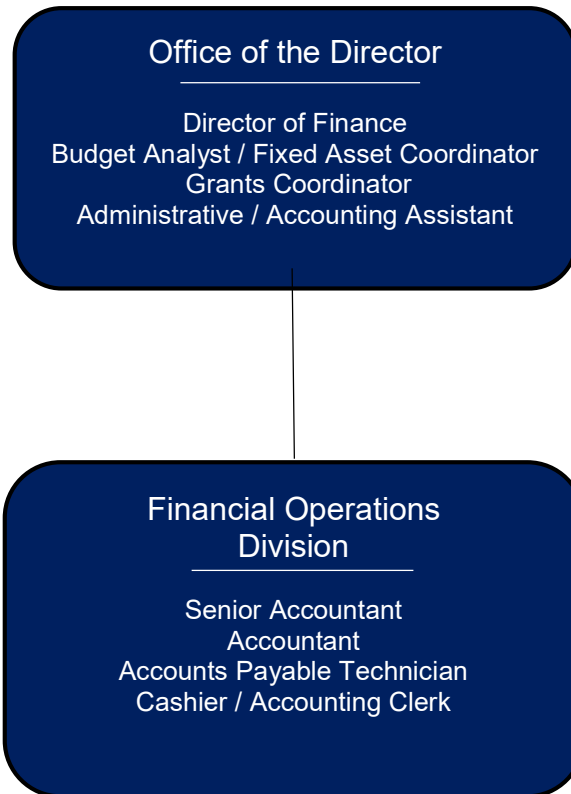 Office of the Director
Director of Finance
Budget Analyst / Fixed Asset Coordinator
Grants Coordinator
Administrative / Accounting Assistant
Financial Operations
Division
Senior Accountant
Accountant
Accounts Payable Technician
Cashier / Accounting Clerk